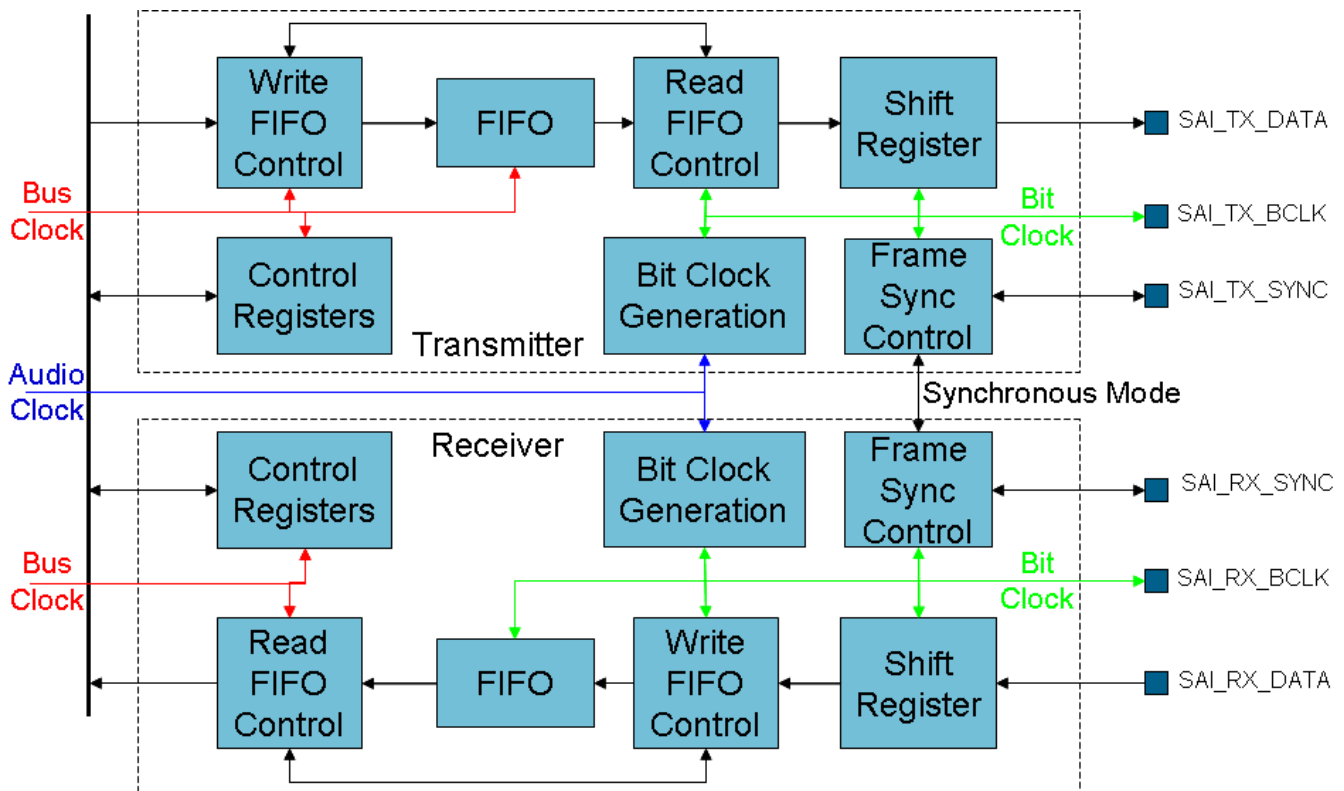 Write
FIFO
Control
FIFO
Read
FIFO
Control
Shift
Register
SAI_TX_DATA
Bus
Clock
Bit
Clock
SAI_TX_BCLK
Control
Registers
Bit Clock
Generation
Frame
Sync
Control
SAI_TX_SYNC
Transmitter
Audio
Clock
Synchronous Mode
Receiver
Control
Registers
Bit Clock
Generation
Frame
Sync
Control
SAI_RX_SYNC
Bus
Clock
Bit
Clock
SAI_RX_BCLK
Read
FIFO
Control
FIFO
Write
FIFO
Control
Shift
Register
SAI_RX_DATA